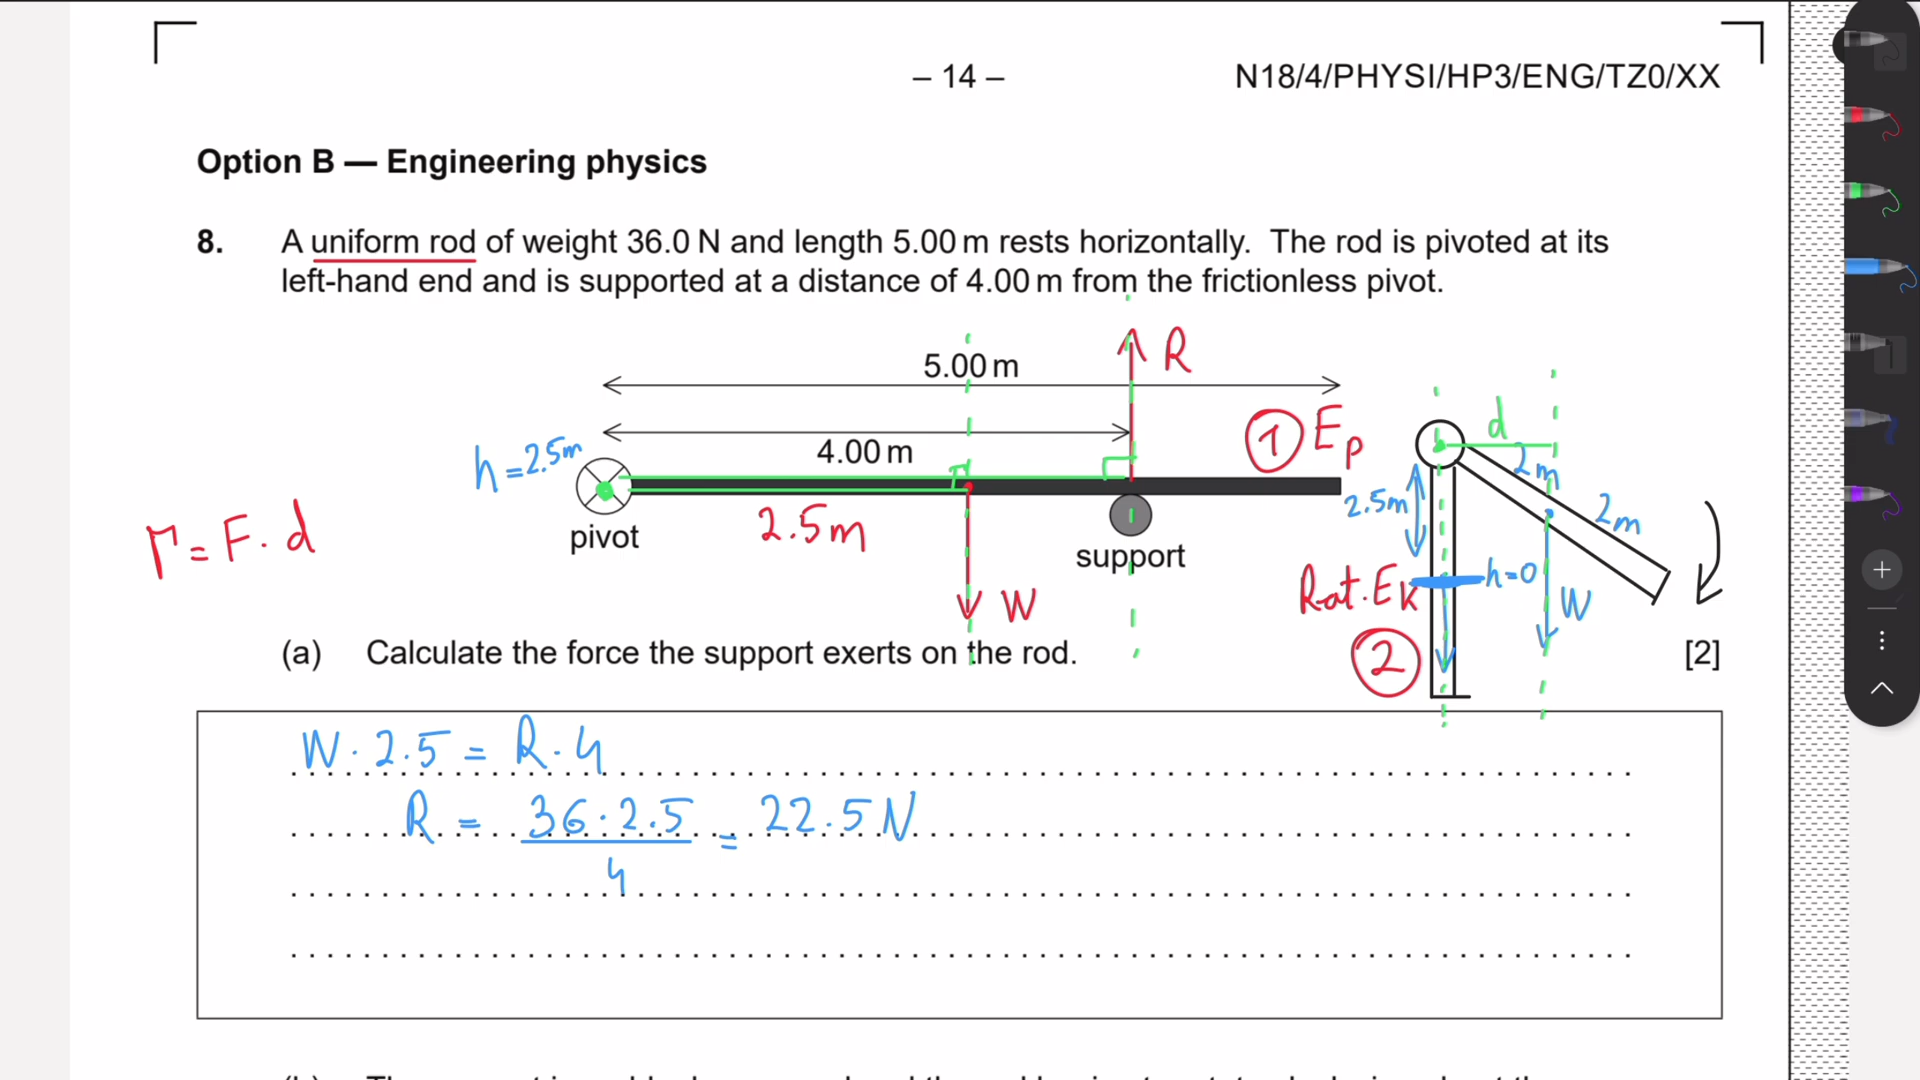 – 14 –
N18/4/PHYSI/HP3/ENG/TZ0/XX
Option B — Engineering physics
8. A uniform rod of weight 36.0 N and length 5.00 m rests horizontally. The rod is pivoted at its
left-hand end and is supported at a distance of 4.00 m from the frictionless pivot.
R
5.00 m
4.00 m
h = 2.5m
① Ep
d
2m
2m
2.5m
pivot
2.5m
support
Γ = F · d
W
Rot. Ek
h=0
W
②
(a) Calculate the force the support exerts on the rod. [2]
W · 2.5 = R · 4
R = 36 · 2.5 / 4 = 22.5 N